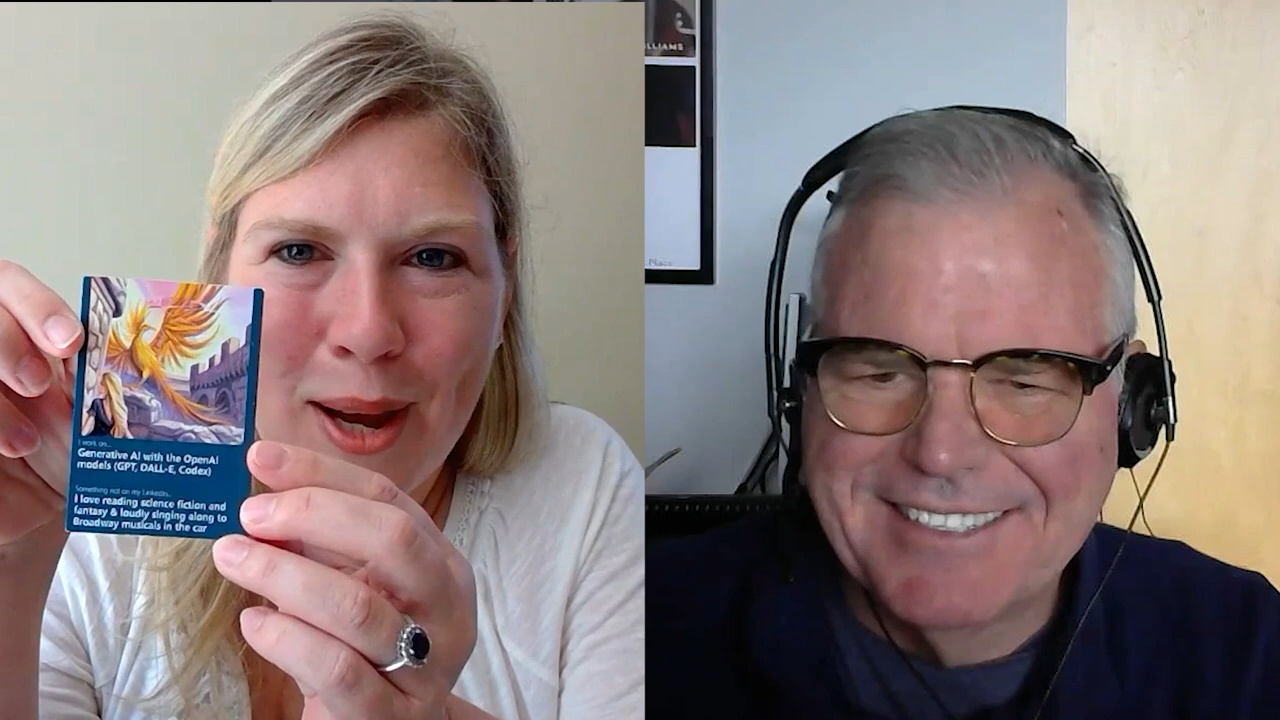 I work on...
Generative AI with the OpenAI
models (GPT, DALL-E, Codex)
Something not on my LinkedIn...
I love reading science fiction and
fantasy & loudly singing along to
Broadway musicals in the car
LLIAMS